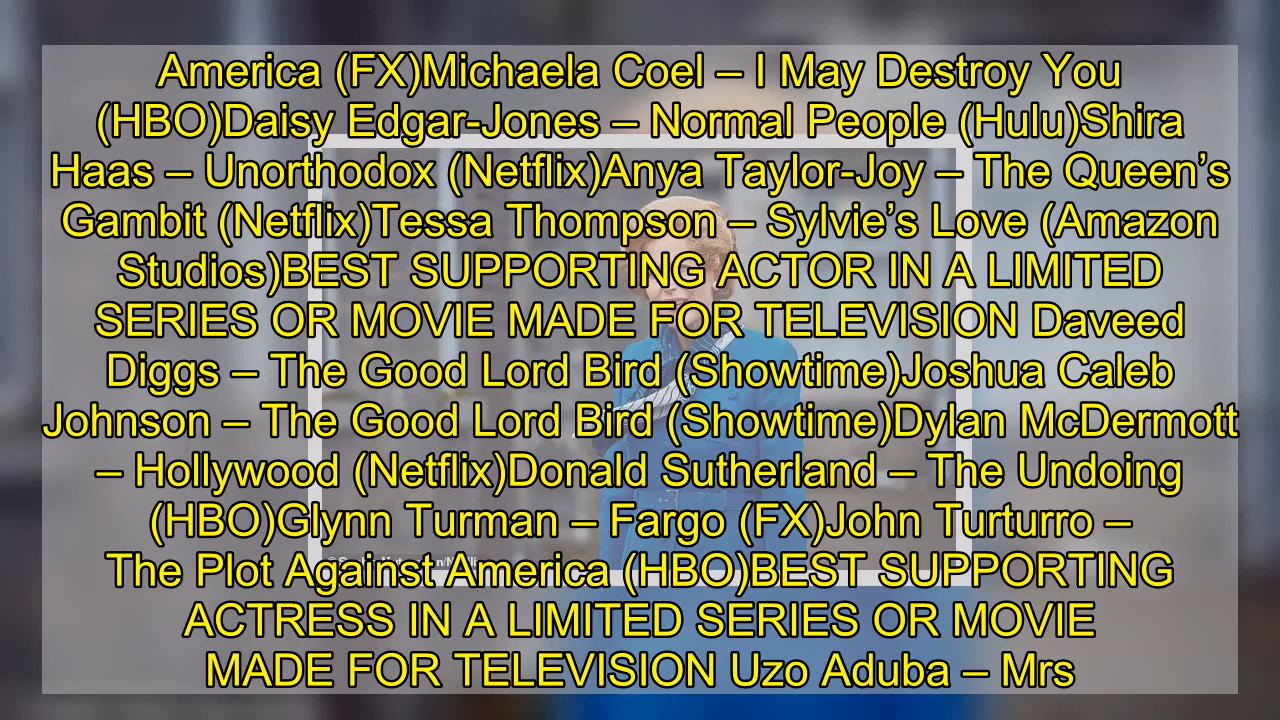 America (FX)Michaela Coel – I May Destroy You
(HBO)Daisy Edgar-Jones – Normal People (Hulu)Shira
Haas – Unorthodox (Netflix)Anya Taylor-Joy – The Queen’s
Gambit (Netflix)Tessa Thompson – Sylvie’s Love (Amazon
Studios)BEST SUPPORTING ACTOR IN A LIMITED
SERIES OR MOVIE MADE FOR TELEVISION Daveed
Diggs – The Good Lord Bird (Showtime)Joshua Caleb
Johnson – The Good Lord Bird (Showtime)Dylan McDermott
– Hollywood (Netflix)Donald Sutherland – The Undoing
(HBO)Glynn Turman – Fargo (FX)John Turturro –
The Plot Against America (HBO)BEST SUPPORTING
ACTRESS IN A LIMITED SERIES OR MOVIE
MADE FOR TELEVISION Uzo Aduba – Mrs